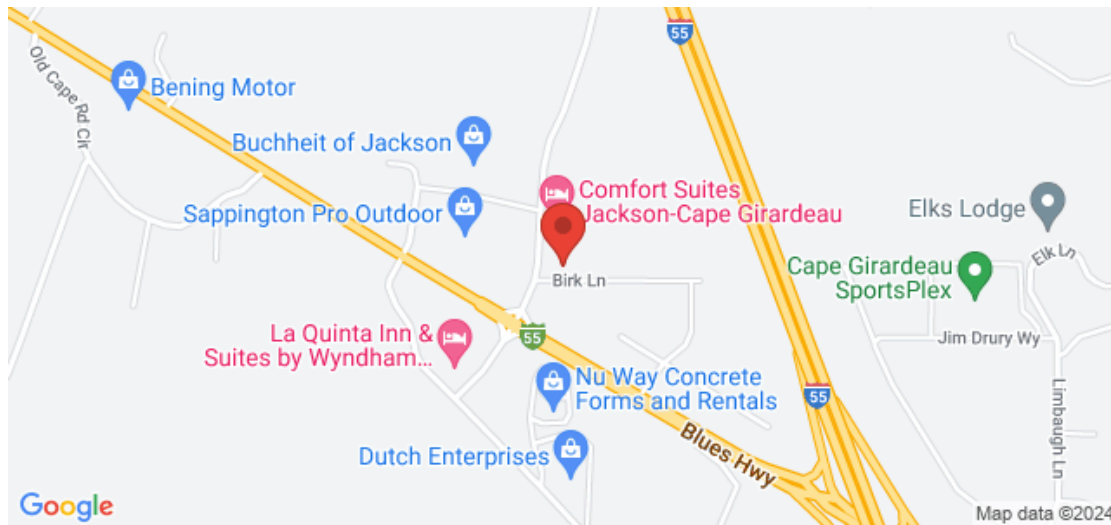 55
Old Cape Rd Cir
Bening Motor
Buchheit of Jackson
Comfort Suites
Jackson-Cape Girardeau
Sappington Pro Outdoor
Elks Lodge
Elk Ln
Cape Girardeau
SportsPlex
Birk Ln
55
Jim Drury Wy
La Quinta Inn &
Suites by Wyndham...
Nu Way Concrete
Forms and Rentals
55
Limbaugh Ln
Blues Hwy
Dutch Enterprises
Google
Map data ©2024